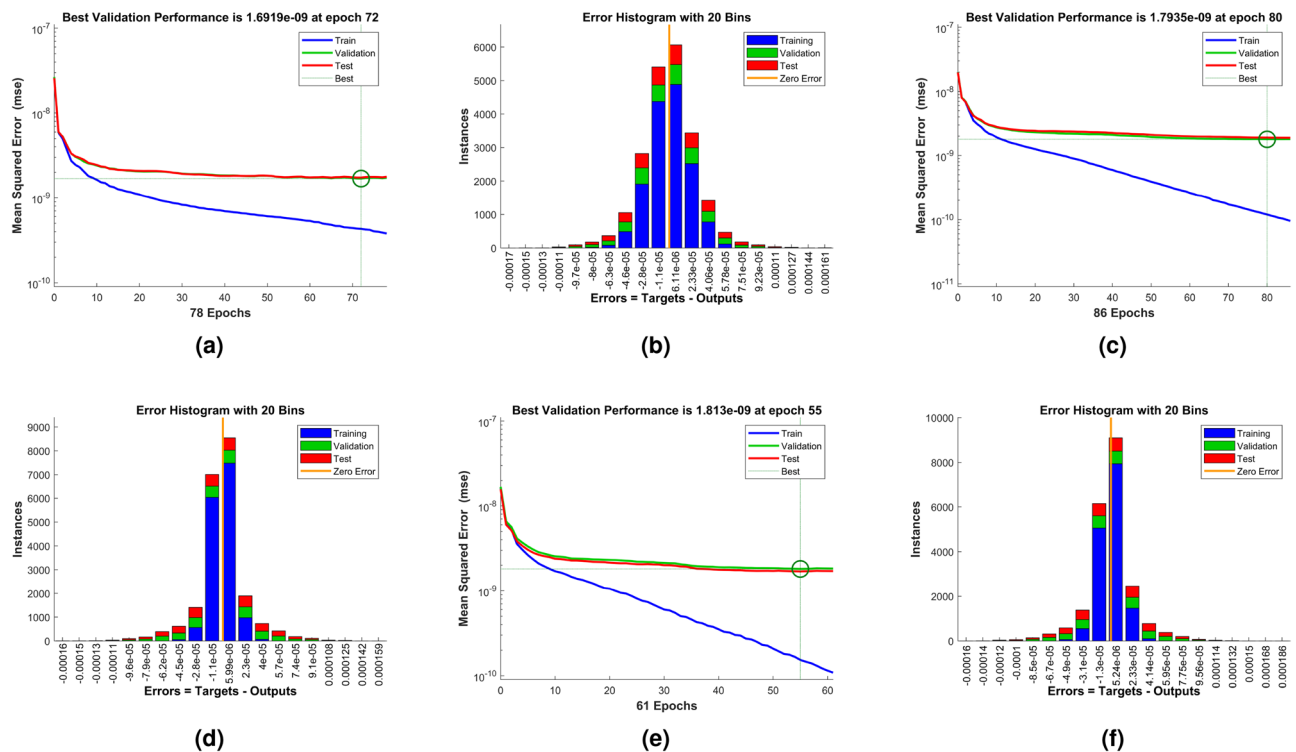 Best Validation Performance is 1.6919e-09 at epoch 72
Mean Squared Error (mse)
10-7
10-8
10-9
10-10
Train
Validation
Test
Best
0 10 20 30 40 50 60 70
78 Epochs
(a)
Error Histogram with 20 Bins
Instances
6000
5000
4000
3000
2000
1000
0
Training
Validation
Test
Zero Error
-0.00017
-0.00015
-0.00013
-0.00011
-9.7e-05
-8e-05
-6.3e-05
-4.6e-05
-2.8e-05
-1.1e-05
6.11e-06
2.33e-05
4.06e-05
5.78e-05
7.51e-05
9.23e-05
0.00011
0.000127
0.000144
0.000161
Errors = Targets - Outputs
(b)
Best Validation Performance is 1.7935e-09 at epoch 80
Mean Squared Error (mse)
10-7
10-8
10-9
10-10
10-11
Train
Validation
Test
Best
0 10 20 30 40 50 60 70 80
86 Epochs
(c)
Error Histogram with 20 Bins
Instances
9000
8000
7000
6000
5000
4000
3000
2000
1000
0
Training
Validation
Test
Zero Error
-0.00016
-0.00015
-0.00013
-0.00011
-9.6e-05
-7.9e-05
-6.2e-05
-4.5e-05
-2.8e-05
-1.1e-05
5.99e-06
2.3e-05
4e-05
5.7e-05
7.4e-05
9.1e-05
0.000108
0.000125
0.000142
0.000159
Errors = Targets - Outputs
(d)
Best Validation Performance is 1.813e-09 at epoch 55
Mean Squared Error (mse)
10-7
10-8
10-9
10-10
Train
Validation
Test
Best
0 10 20 30 40 50 60
61 Epochs
(e)
Error Histogram with 20 Bins
Instances
10000
8000
6000
4000
2000
0
Training
Validation
Test
Zero Error
-0.00016
-0.00014
-0.00012
-0.0001
-8.5e-05
-6.7e-05
-4.9e-05
-3.1e-05
-1.3e-05
5.24e-06
2.33e-05
4.14e-05
5.95e-05
7.75e-05
9.56e-05
0.000114
0.000132
0.00015
0.000168
0.000186
Errors = Targets - Outputs
(f)